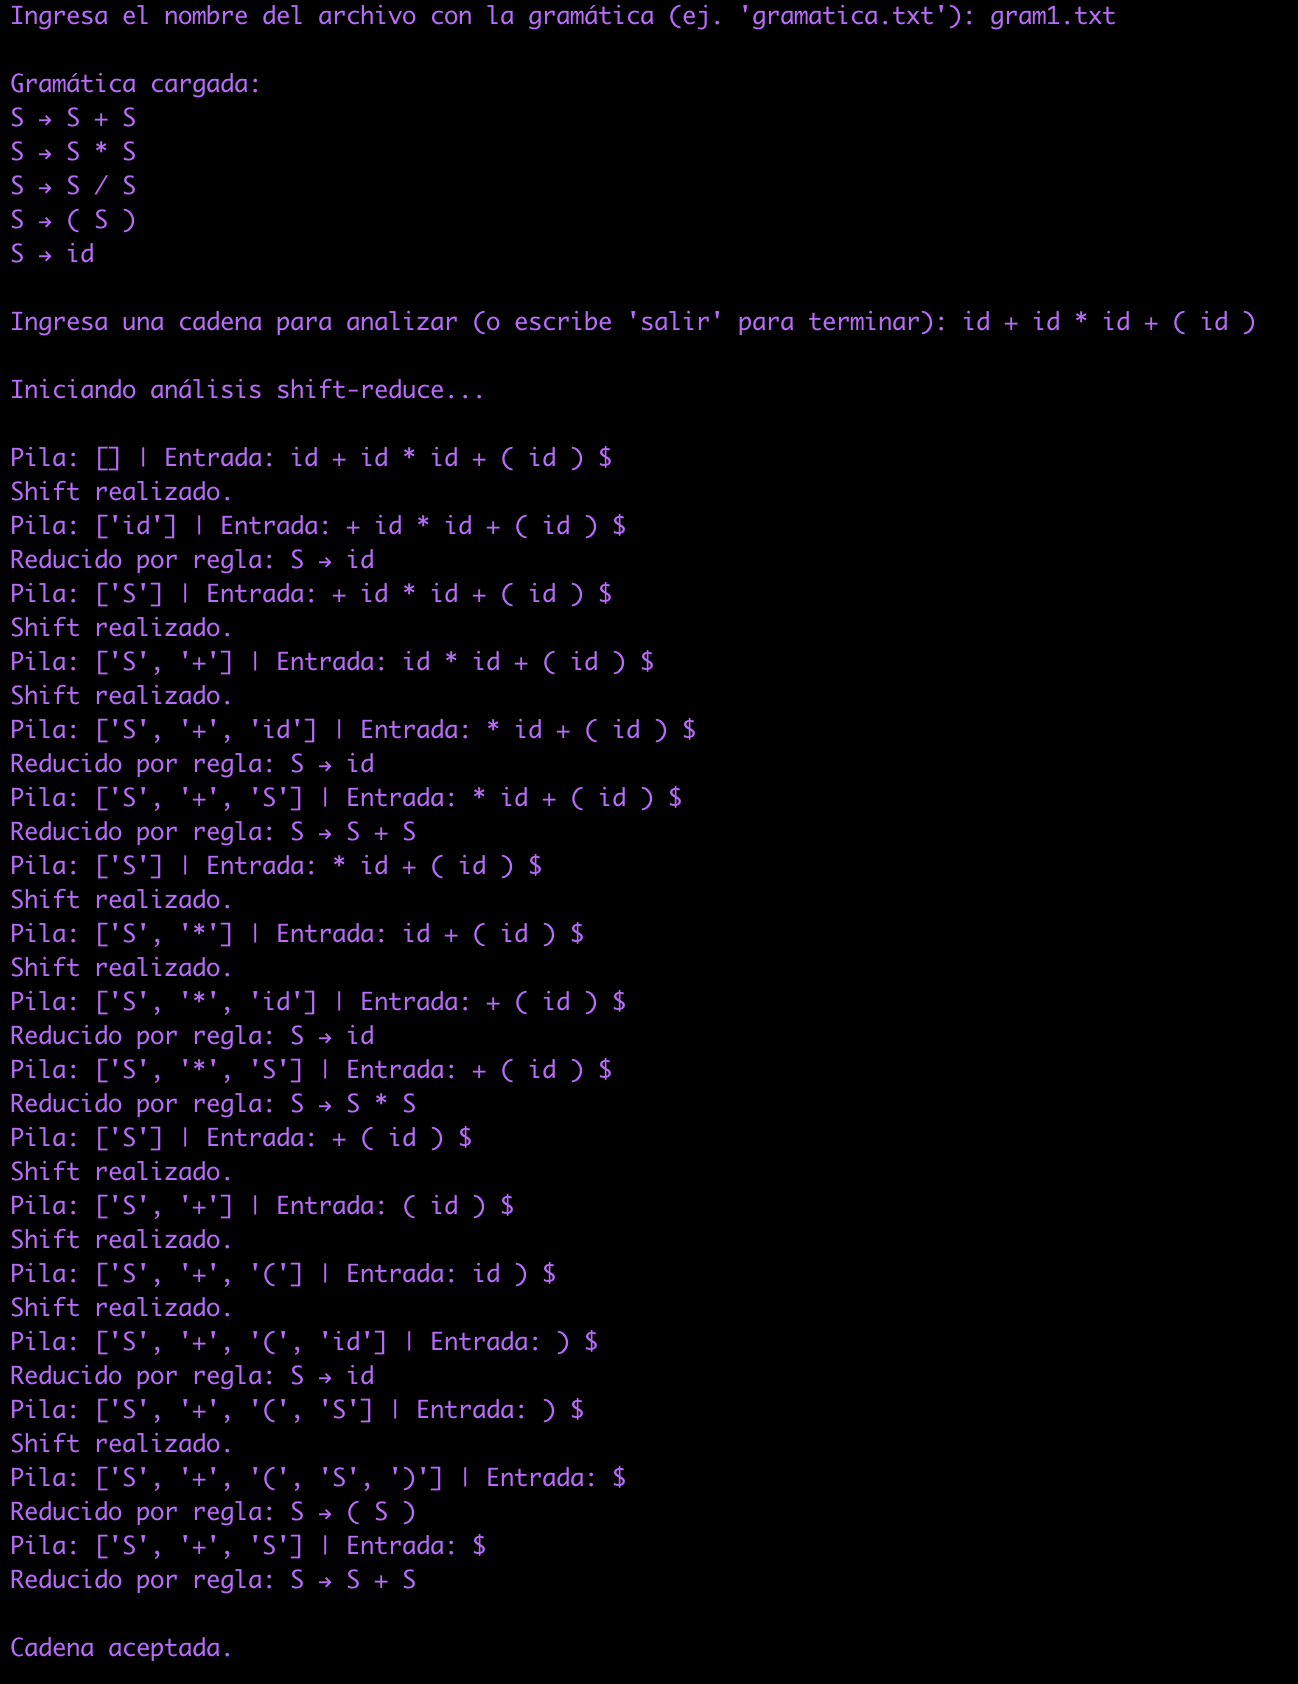 Ingresa el nombre del archivo con la gramática (ej. 'gramatica.txt'): gram1.txt
Gramática cargada:
S → S + S
S → S * S
S → S / S
S → ( S )
S → id
Ingresa una cadena para analizar (o escribe 'salir' para terminar): id + id * id + ( id )
Iniciando análisis shift-reduce...
Pila: [] | Entrada: id + id * id + ( id ) $
Shift realizado.
Pila: ['id'] | Entrada: + id * id + ( id ) $
Reducido por regla: S → id
Pila: ['S'] | Entrada: + id * id + ( id ) $
Shift realizado.
Pila: ['S', '+'] | Entrada: id * id + ( id ) $
Shift realizado.
Pila: ['S', '+', 'id'] | Entrada: * id + ( id ) $
Reducido por regla: S → id
Pila: ['S', '+', 'S'] | Entrada: * id + ( id ) $
Reducido por regla: S → S + S
Pila: ['S'] | Entrada: * id + ( id ) $
Shift realizado.
Pila: ['S', '*'] | Entrada: id + ( id ) $
Shift realizado.
Pila: ['S', '*', 'id'] | Entrada: + ( id ) $
Reducido por regla: S → id
Pila: ['S', '*', 'S'] | Entrada: + ( id ) $
Reducido por regla: S → S * S
Pila: ['S'] | Entrada: + ( id ) $
Shift realizado.
Pila: ['S', '+'] | Entrada: ( id ) $
Shift realizado.
Pila: ['S', '+', '('] | Entrada: id ) $
Shift realizado.
Pila: ['S', '+', '(', 'id'] | Entrada: ) $
Reducido por regla: S → id
Pila: ['S', '+', '(', 'S'] | Entrada: ) $
Shift realizado.
Pila: ['S', '+', '(', 'S', ')'] | Entrada: $
Reducido por regla: S → ( S )
Pila: ['S', '+', 'S'] | Entrada: $
Reducido por regla: S → S + S
Cadena aceptada.